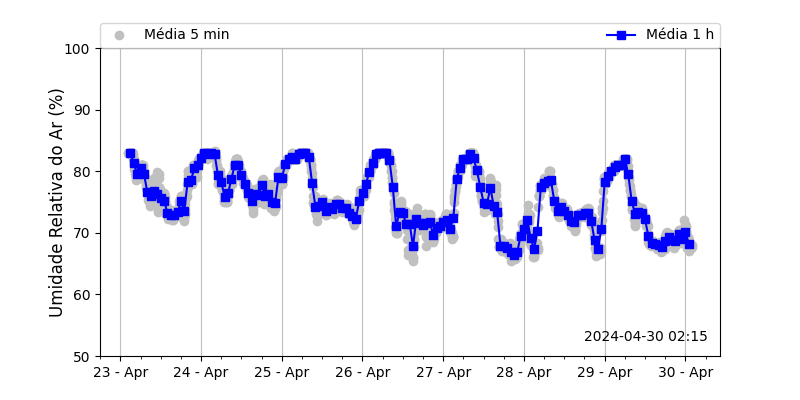 Média 5 min
Média 1 h
Umidade Relativa do Ar (%)
100
90
80
70
60
50
2024-04-30 02:15
23 - Apr
24 - Apr
25 - Apr
26 - Apr
27 - Apr
28 - Apr
29 - Apr
30 - Apr